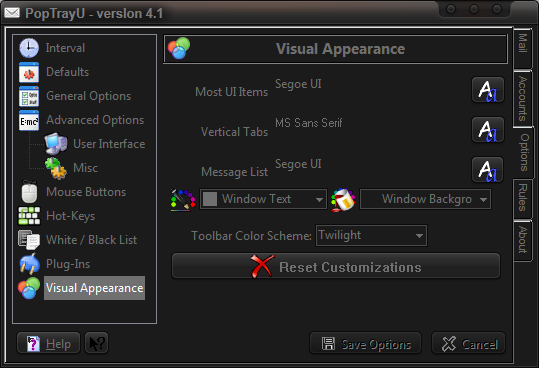 PopTrayU - version 4.1
Interval
Defaults
General Options
Advanced Options
User Interface
Misc
Mouse Buttons
Hot-Keys
White / Black List
Plug-Ins
Visual Appearance
Visual Appearance
Most UI Items
Segoe UI
Vertical Tabs
MS Sans Serif
Message List
Segoe UI
Window Text
Window Backgro
Toolbar Color Scheme:
Twilight
Reset Customizations
Mail
Accounts
Options
Rules
About
Help
Save Options
Cancel